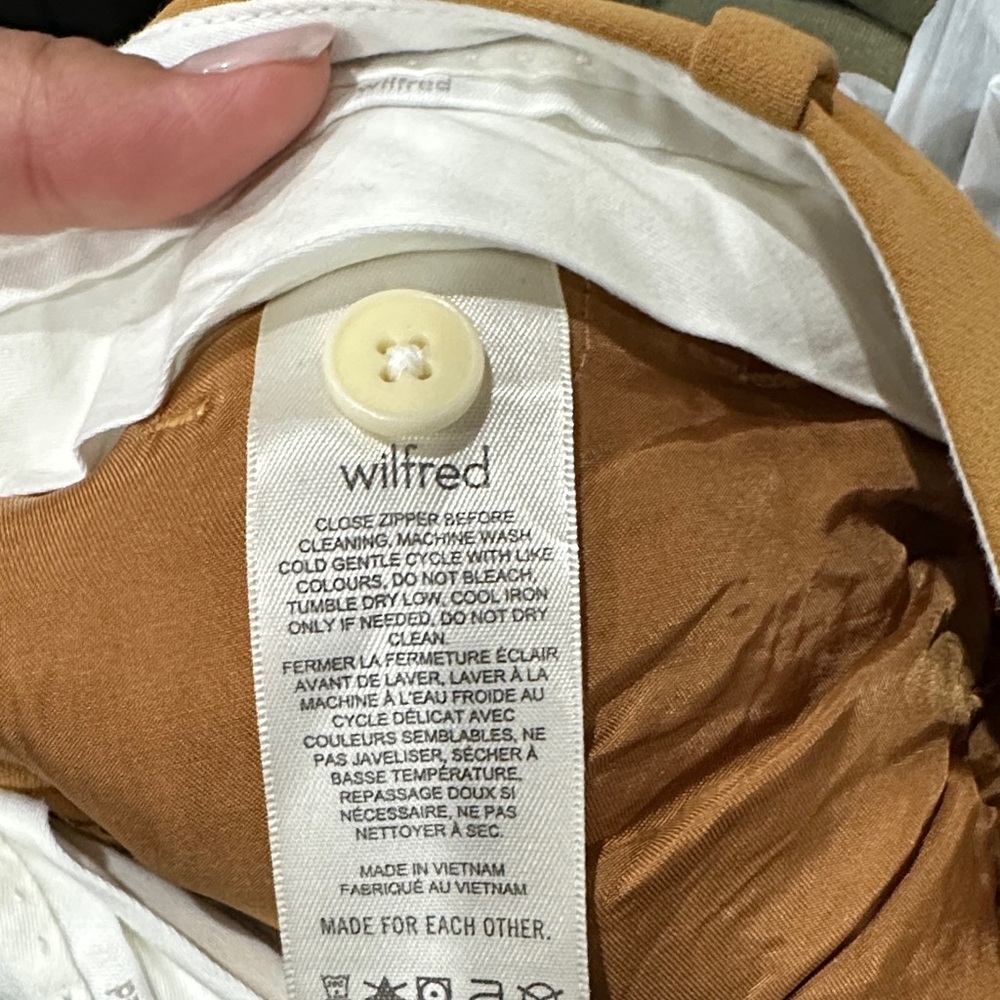 wilfred
wilfred
CLOSE ZIPPER BEFORE
CLEANING, MACHINE WASH
COLD GENTLE CYCLE WITH LIKE
COLOURS, DO NOT BLEACH,
TUMBLE DRY LOW, COOL IRON
ONLY IF NEEDED, DO NOT DRY
CLEAN.
FERMER LA FERMETURE ÉCLAIR
AVANT DE LAVER, LAVER À LA
MACHINE À L'EAU FROIDE AU
CYCLE DÉLICAT AVEC
COULEURS SEMBLABLES, NE
PAS JAVELISER, SÉCHER À
BASSE TEMPÉRATURE,
REPASSAGE DOUX SI
NÉCESSAIRE, NE PAS
NETTOYER À SEC.
MADE IN VIETNAM
FABRIQUÉ AU VIETNAM
MADE FOR EACH OTHER.